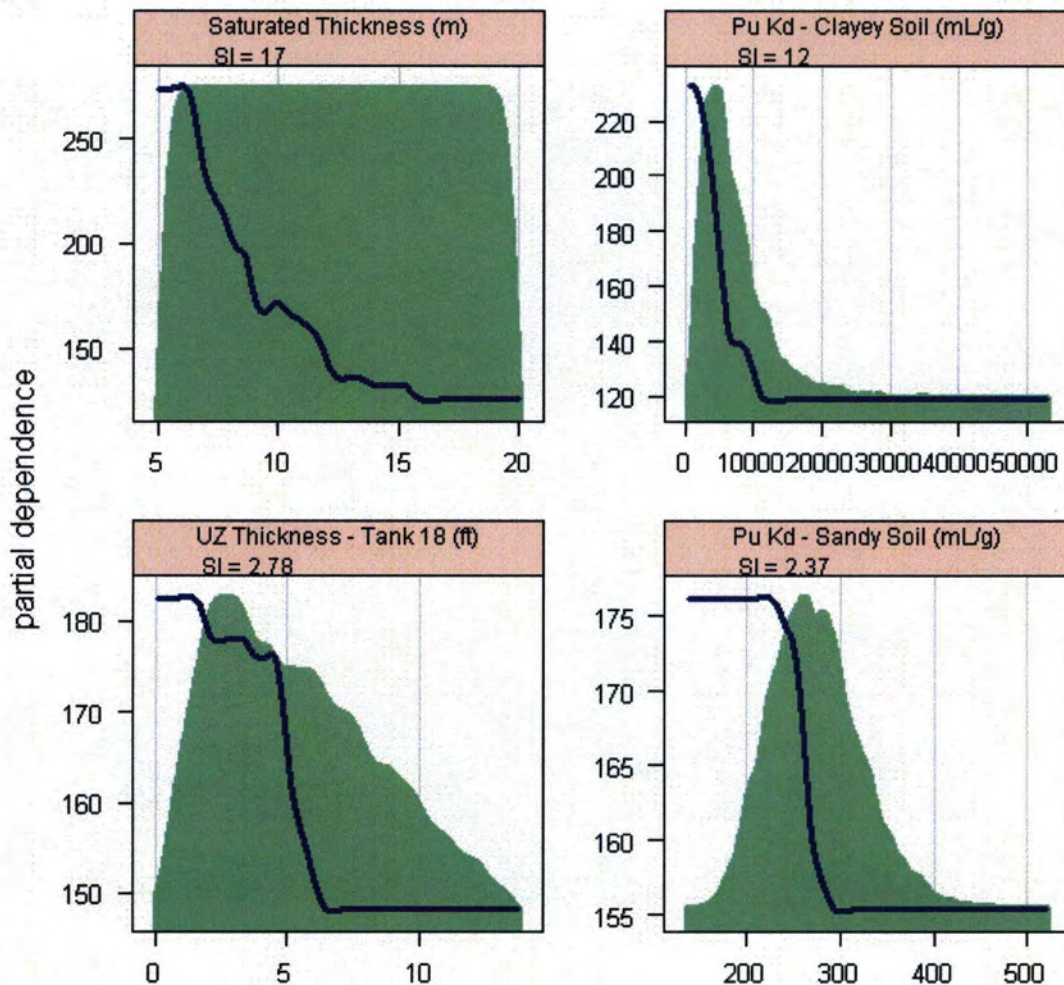 Saturated Thickness (m)
SI = 17
Pu Kd - Clayey Soil (mL/g)
SI = 12
250
200
150
5 10 15 20
220
200
180
160
140
120
0 10000 20000 30000 40000 50000
partial dependence
UZ Thickness - Tank 18 (ft)
SI = 2.78
Pu Kd - Sandy Soil (mL/g)
SI = 2.37
180
170
160
150
0 5 10
175
170
165
160
155
200 300 400 500